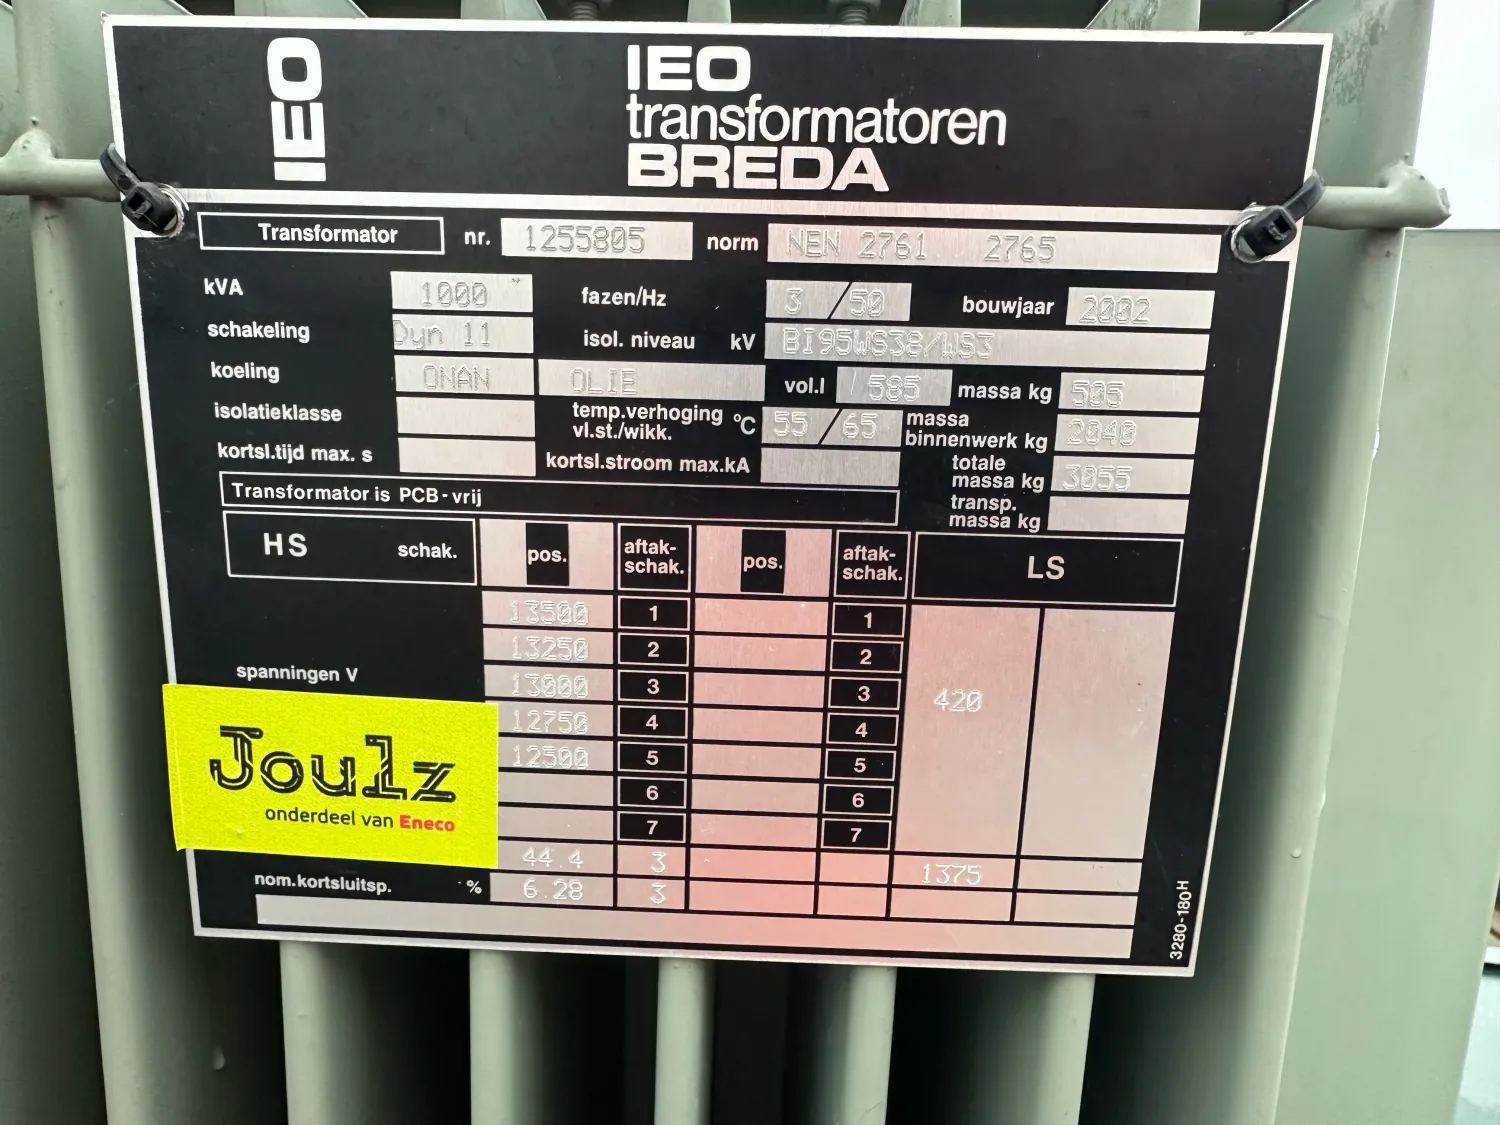 IEO
IEO
transformatoren
BREDA
Transformator nr. 1255805 norm NEN 2761 2765
kVA 1000 fazen/Hz 3 / 50 bouwjaar 2002
schakeling Dyn 11 isol. niveau kV BI95WS38/WS3
koeling ONAN OLIE vol.l 585 massa kg 505
isolatieklasse temp.verhoging vl.st./wikk. °C 55 / 65 massa binnenwerk kg 2040
kortsl.tijd max. s kortsl.stroom max.kA totale massa kg 3055
Transformator is PCB-vrij transp. massa kg
HS schak. pos. aftak-schak. pos. aftak-schak. LS
13500 1 1
13250 2 2
spanningen V 13000 3 3 420
12750 4 4
12500 5 5
6 6
7 7
44.4 3 1375
nom.kortsluitsp. % 6.28 3
Joulz
onderdeel van Eneco
3280-180H